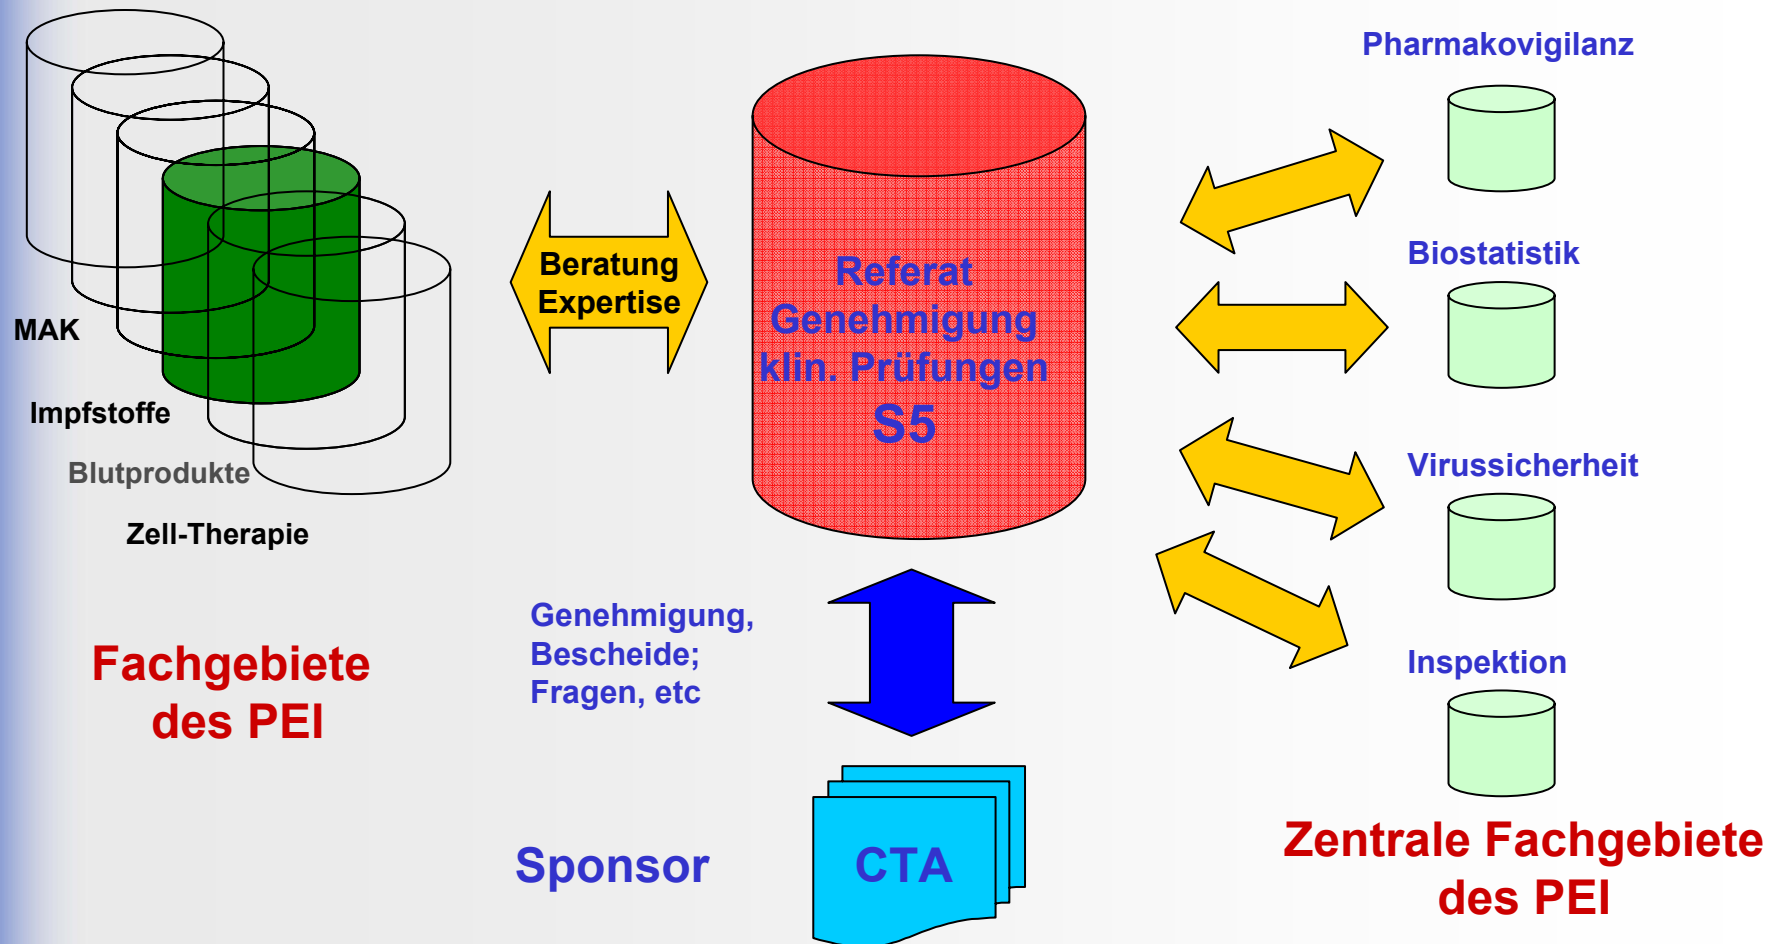 MAK
Impfstoffe
Blutprodukte
Zell-Therapie
Fachgebiete
des PEI
Beratung
Expertise
Referat
Genehmigung
klin. Prüfungen
S5
Genehmigung,
Bescheide;
Fragen, etc
Sponsor
CTA
Pharmakovigilanz
Biostatistik
Virussicherheit
Inspektion
Zentrale Fachgebiete
des PEI